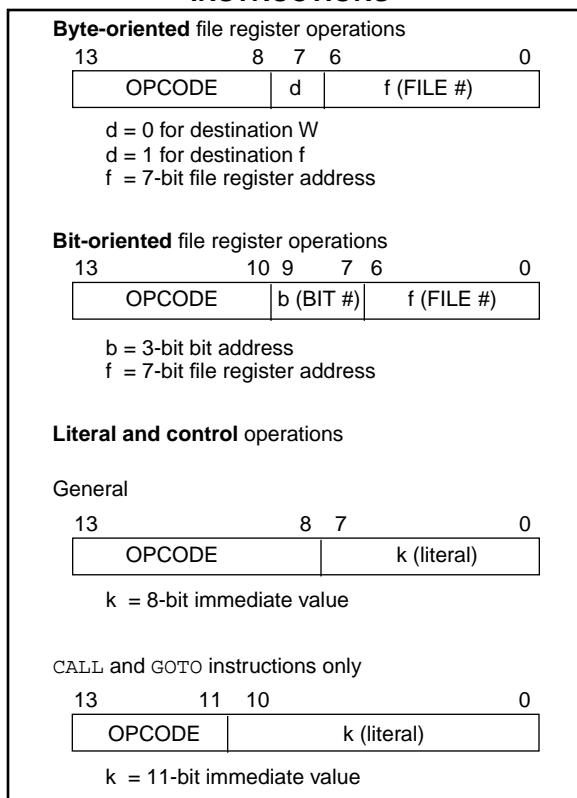 Byte-oriented file register operations
13 8 7 6 0
OPCODE d f (FILE #)
d = 0 for destination W
d = 1 for destination f
f = 7-bit file register address
Bit-oriented file register operations
13 10 9 7 6 0
OPCODE b (BIT #) f (FILE #)
b = 3-bit bit address
f = 7-bit file register address
Literal and control operations
General
13 8 7 0
OPCODE k (literal)
k = 8-bit immediate value
CALL and GOTO instructions only
13 11 10 0
OPCODE k (literal)
k = 11-bit immediate value